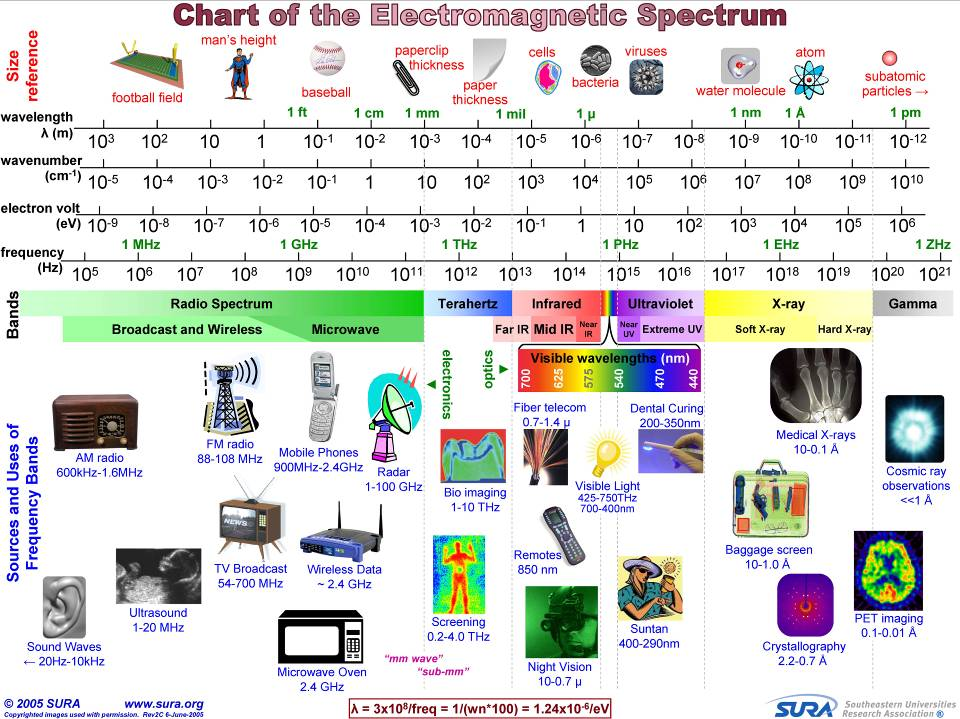 Chart of the Electromagnetic Spectrum
Size
reference
football field
man's height
baseball
paperclip
thickness
paper
thickness
cells
bacteria
viruses
water molecule
atom
subatomic
particles →
1 ft 1 cm 1 mm 1 mil 1 µ 1 nm 1 Å 1 pm
wavelength
λ (m)
10³ 10² 10 1 10⁻¹ 10⁻² 10⁻³ 10⁻⁴ 10⁻⁵ 10⁻⁶ 10⁻⁷ 10⁻⁸ 10⁻⁹ 10⁻¹⁰ 10⁻¹¹ 10⁻¹²
wavenumber
(cm⁻¹)
10⁻⁵ 10⁻⁴ 10⁻³ 10⁻² 10⁻¹ 1 10 10² 10³ 10⁴ 10⁵ 10⁶ 10⁷ 10⁸ 10⁹ 10¹⁰
electron volt
(eV)
10⁻⁹ 10⁻⁸ 10⁻⁷ 10⁻⁶ 10⁻⁵ 10⁻⁴ 10⁻³ 10⁻² 10⁻¹ 1 10 10² 10³ 10⁴ 10⁵ 10⁶
1 MHz 1 GHz 1 THz 1 PHz 1 EHz 1 ZHz
frequency
(Hz)
10⁵ 10⁶ 10⁷ 10⁸ 10⁹ 10¹⁰ 10¹¹ 10¹² 10¹³ 10¹⁴ 10¹⁵ 10¹⁶ 10¹⁷ 10¹⁸ 10¹⁹ 10²⁰ 10²¹
Bands
Radio Spectrum Terahertz Infrared Ultraviolet X-ray Gamma
Broadcast and Wireless Microwave Far IR Mid IR Near IR Near UV Extreme UV Soft X-ray Hard X-ray
electronics
optics
Visible wavelengths (nm)
700 625 575 540 470 440
Sources and Uses of
Frequency Bands
AM radio
600kHz-1.6MHz
FM radio
88-108 MHz
Mobile Phones
900MHz-2.4GHz
Radar
1-100 GHz
Bio imaging
1-10 THz
Fiber telecom
0.7-1.4 µ
Visible Light
425-750THz
700-400nm
Dental Curing
200-350nm
Medical X-rays
10-0.1 Å
Cosmic ray
observations
<<1 Å
TV Broadcast
54-700 MHz
NEWS
Wireless Data
~ 2.4 GHz
Remotes
850 nm
Baggage screen
10-1.0 Å
Sound Waves
← 20Hz-10kHz
Ultrasound
1-20 MHz
Microwave Oven
2.4 GHz
Screening
0.2-4.0 THz
"mm wave"
"sub-mm"
Night Vision
10-0.7 µ
Suntan
400-290nm
Crystallography
2.2-0.7 Å
PET imaging
0.1-0.01 Å
© 2005 SURA www.sura.org
Copyrighted images used with permission. Rev2C 6-June-2005
λ = 3x10⁸/freq = 1/(wn*100) = 1.24x10⁻⁶/eV
SURA
Southeastern Universities
Research Association ®